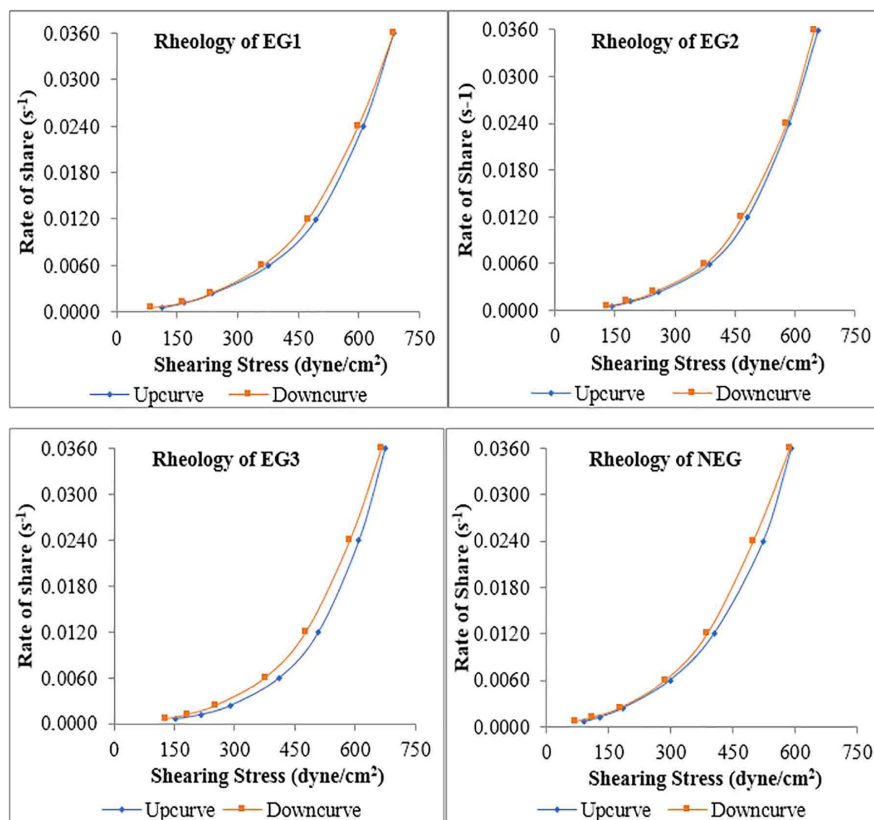 Rheology of EG1
Rate of share (s-1)
0.0360
0.0300
0.0240
0.0180
0.0120
0.0060
0.0000
0 150 300 450 600 750
Shearing Stress (dyne/cm2)
Upcurve Downcurve
Rheology of EG2
Rate of Share (s-1)
0.0360
0.0300
0.0240
0.0180
0.0120
0.0060
0.0000
0 150 300 450 600 750
Shearing Stress (dyne/cm2)
Upcurve Downcurve
Rheology of EG3
Rate of share (s-1)
0.0360
0.0300
0.0240
0.0180
0.0120
0.0060
0.0000
0 150 300 450 600 750
Shearing Stress (dyne/cm2)
Upcurve Downcurve
Rheology of NEG
Rate of Share (s-1)
0.0360
0.0300
0.0240
0.0180
0.0120
0.0060
0.0000
0 150 300 450 600 750
Shearing Stress (dyne/cm2)
Upcurve Downcurve